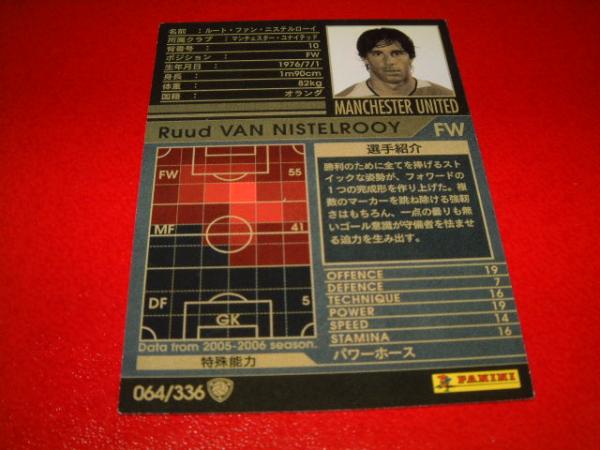 名前 : ルート・ファン・ニステルローイ
所属クラブ : マンチェスター・ユナイテッド
背番号 : 10
ポジション : FW
生年月日 : 1976/7/1
身長 : 1m90cm
体重 : 82kg
国籍 : オランダ
MANCHESTER UNITED
Ruud VAN NISTELROOY FW
FW 55
MF 41
DF 5
GK
Data from 2005-2006 season.
選手紹介
勝利のために全てを捧げるスト
イックな姿勢が、フォワードの
1つの完成形を作り上げた。複
数のマーカーを跳ね除ける強靭
さはもちろん、一点の曇りも無
いゴール意識が守備者を怯ませ
る迫力を生み出す。
OFFENCE 19
DEFENCE 7
TECHNIQUE 16
POWER 19
SPEED 14
STAMINA 16
特殊能力 パワーホース
064/336
PANINI